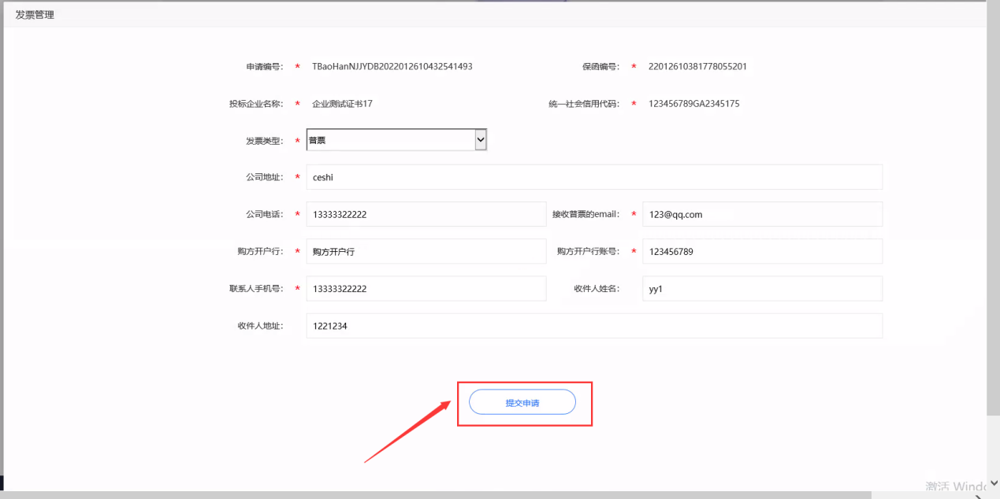 发票管理
申请编号： * TBaoHanNJJYDB2022012610432541493 保函编号： * 22012610381778055201
投标企业名称： * 企业测试证书17 统一社会信用代码： * 123456789GA2345175
发票类型： * 普票
公司地址： * ceshi
公司电话： * 13333322222 接收普票的email： * 123@qq.com
购方开户行： * 购方开户行 购方开户行账号： * 123456789
联系人手机号： * 13333322222 收件人姓名： yy1
收件人地址： 1221234
提交申请
激活 Windo